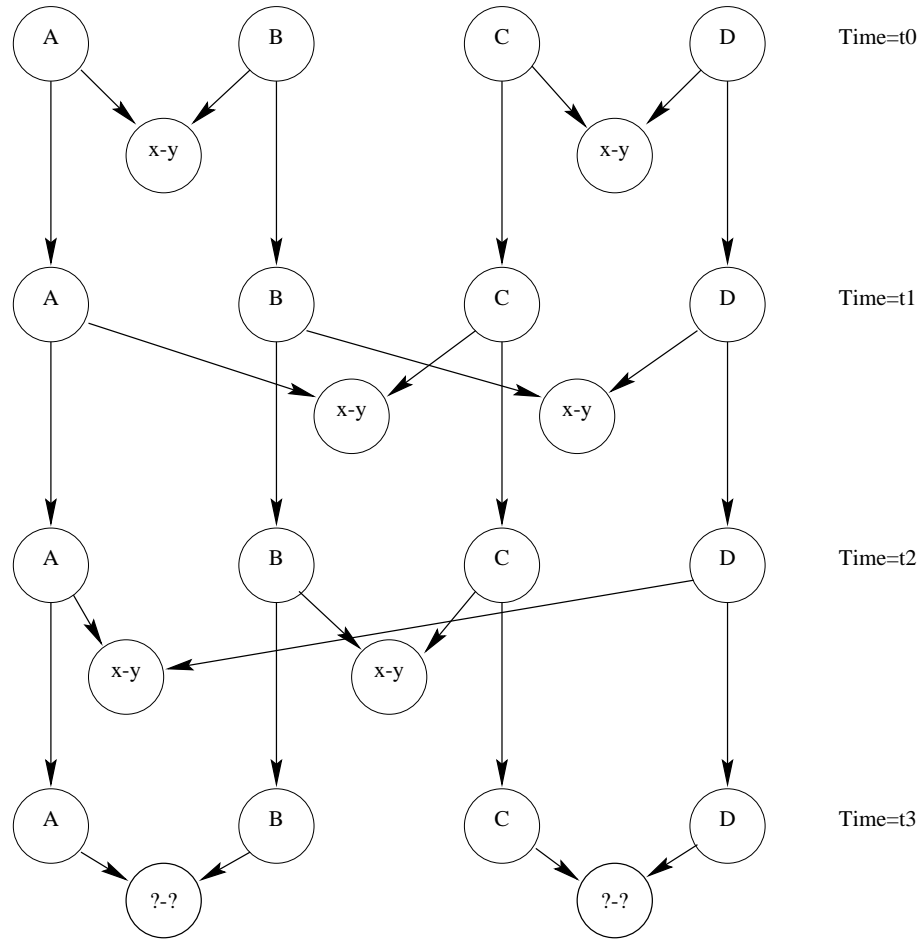 A B C D Time=t0
x-y x-y
A B C D Time=t1
x-y x-y
A B C D Time=t2
x-y x-y
A B C D Time=t3
?-? ?-?